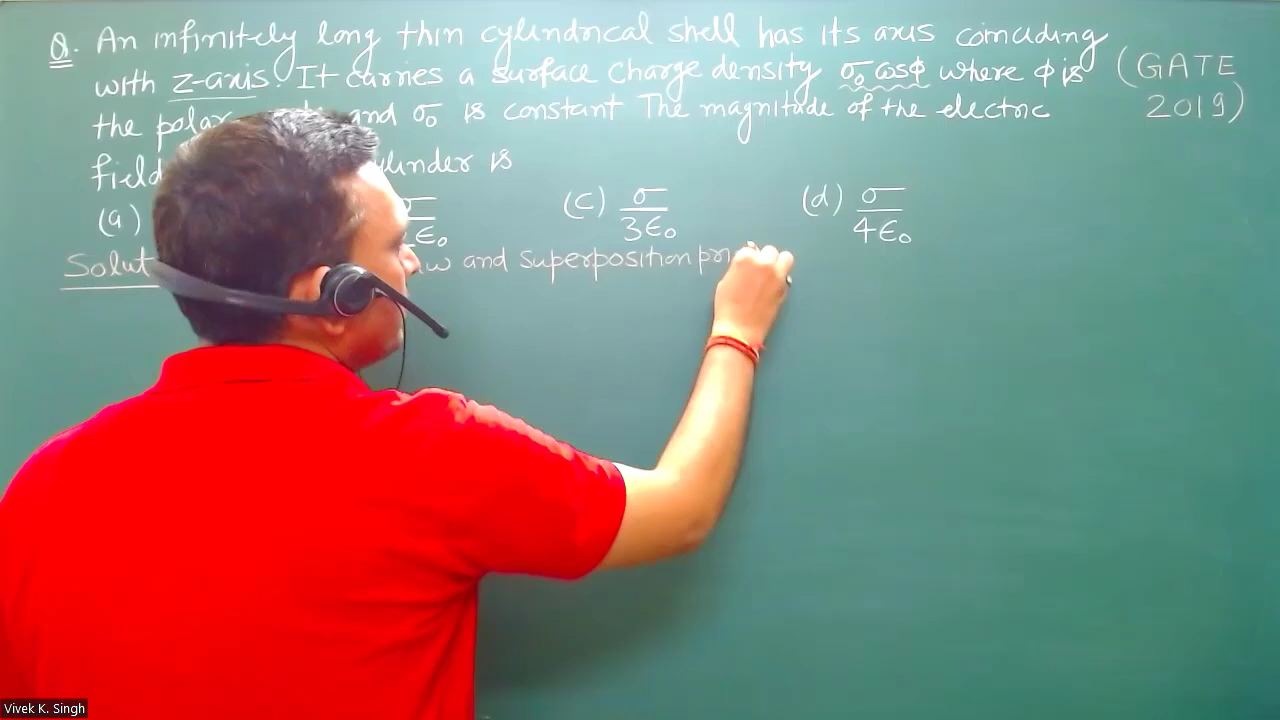 Q. An infinitely long thin cylindrical shell has its axis coinciding
with z-axis. It carries a surface charge density σ₀ cosϕ where ϕ is (GATE
the polar and σ₀ is constant The magnitude of the electric 2019)
field is
(a) (c) σ/3ϵ₀ (d) σ/4ϵ₀
and superposition
Vivek K. Singh